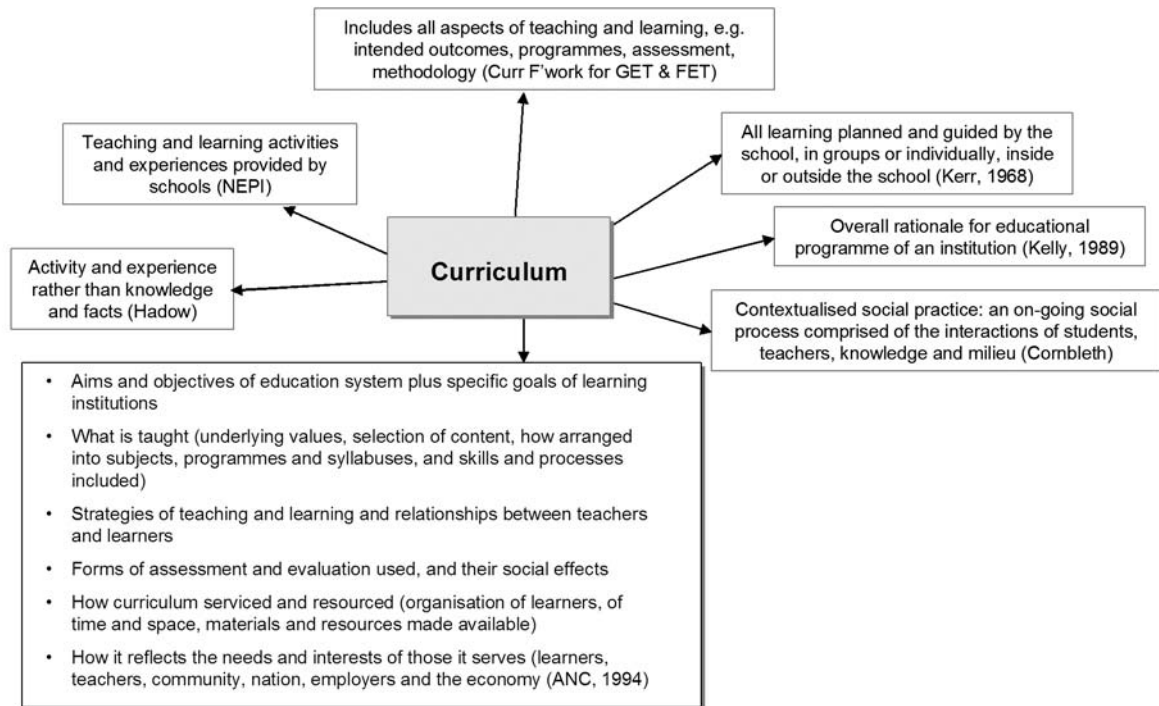 Includes all aspects of teaching and learning, e.g.
intended outcomes, programmes, assessment,
methodology (Curr F'work for GET & FET)
Teaching and learning activities
and experiences provided by
schools (NEPI)
All learning planned and guided by the
school, in groups or individually, inside
or outside the school (Kerr, 1968)
Overall rationale for educational
programme of an institution (Kelly, 1989)
Curriculum
Activity and experience
rather than knowledge
and facts (Hadow)
Contextualised social practice: an on-going social
process comprised of the interactions of students,
teachers, knowledge and milieu (Cornbleth)
• Aims and objectives of education system plus specific goals of learning
institutions
• What is taught (underlying values, selection of content, how arranged
into subjects, programmes and syllabuses, and skills and processes
included)
• Strategies of teaching and learning and relationships between teachers
and learners
• Forms of assessment and evaluation used, and their social effects
• How curriculum serviced and resourced (organisation of learners, of
time and space, materials and resources made available)
• How it reflects the needs and interests of those it serves (learners,
teachers, community, nation, employers and the economy (ANC, 1994)